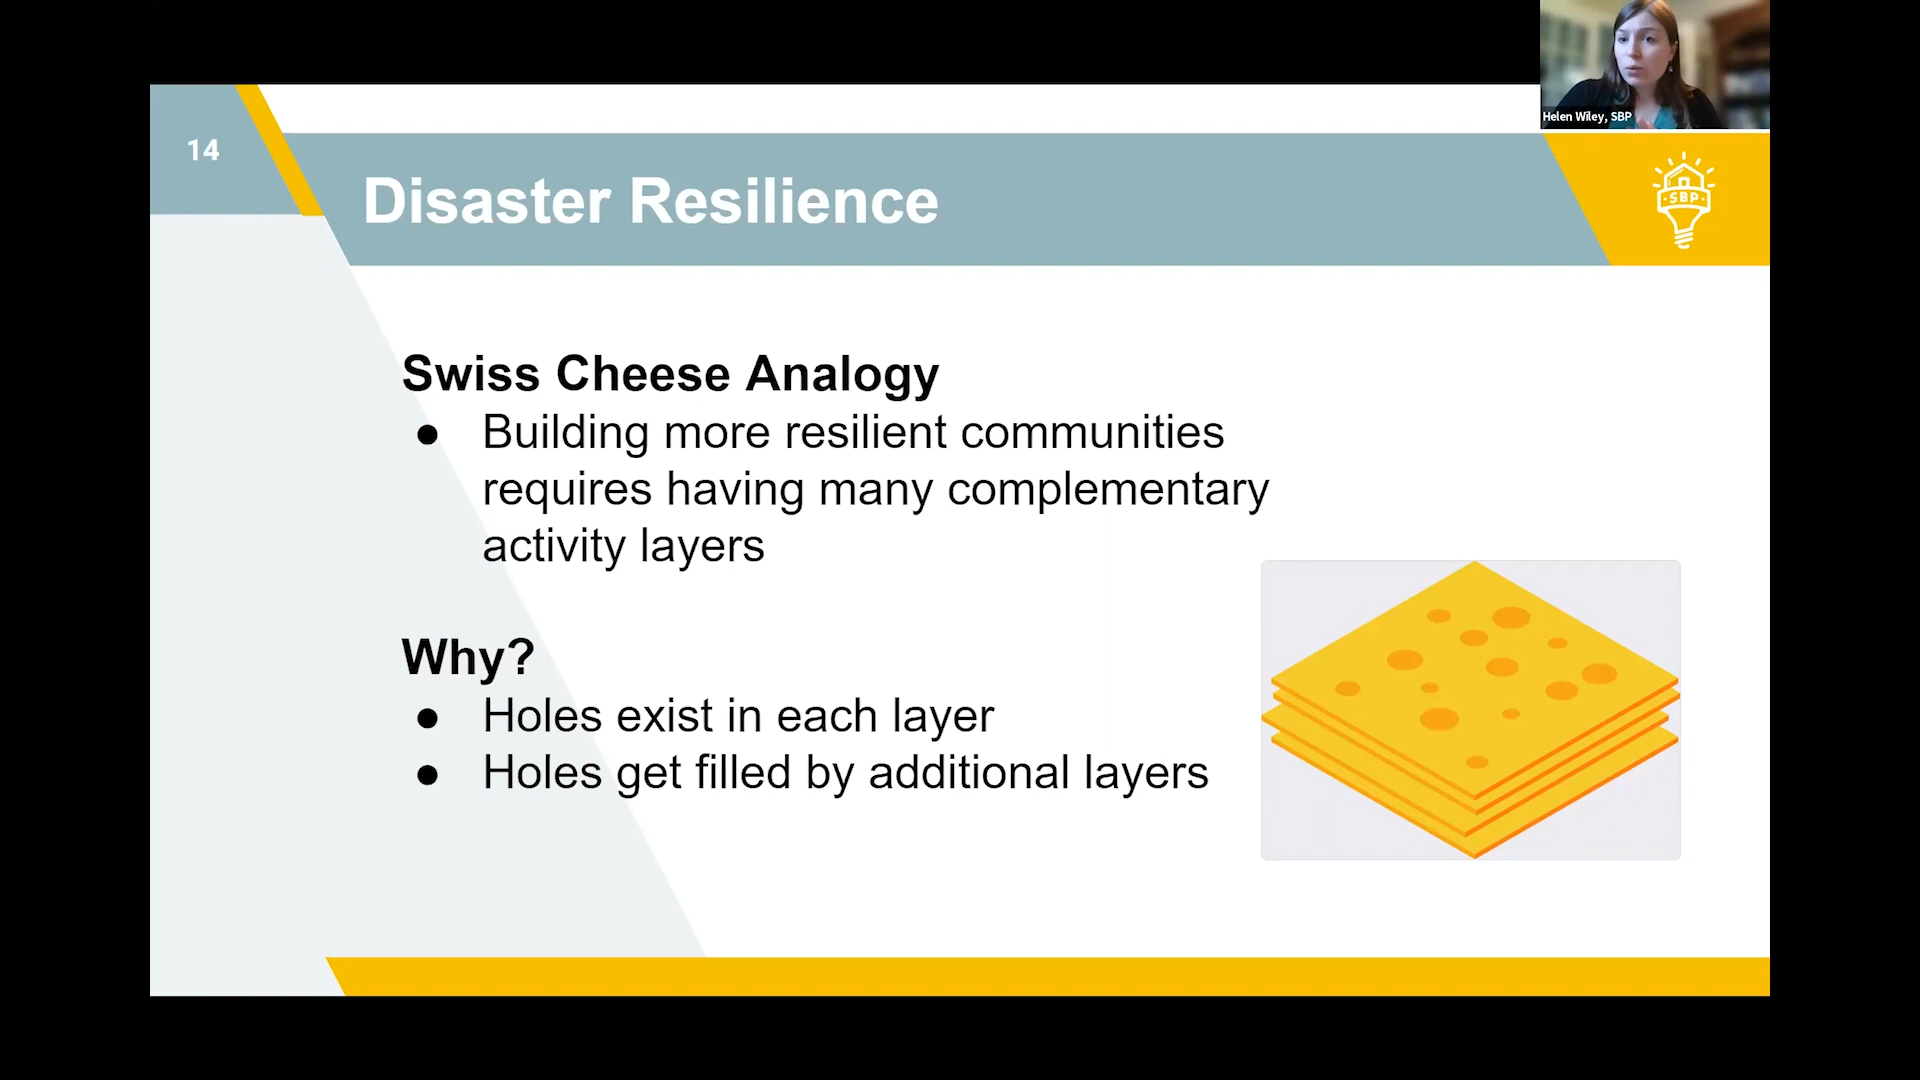 Helen Wiley, SBP
14
Disaster Resilience
SBP
Swiss Cheese Analogy
● Building more resilient communities
requires having many complementary
activity layers
Why?
● Holes exist in each layer
● Holes get filled by additional layers